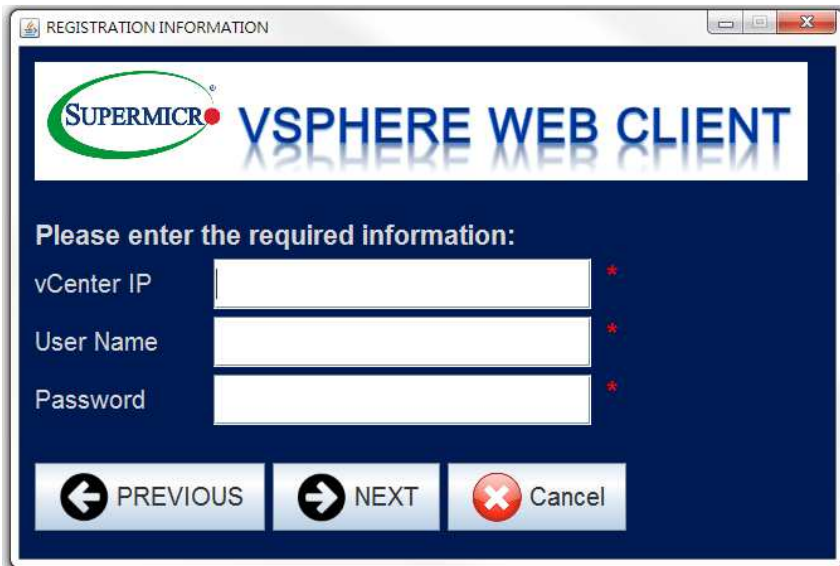 REGISTRATION INFORMATION
SUPERMICRO
VSPHERE WEB CLIENT
Please enter the required information:
vCenter IP *
User Name *
Password *
PREVIOUS NEXT Cancel